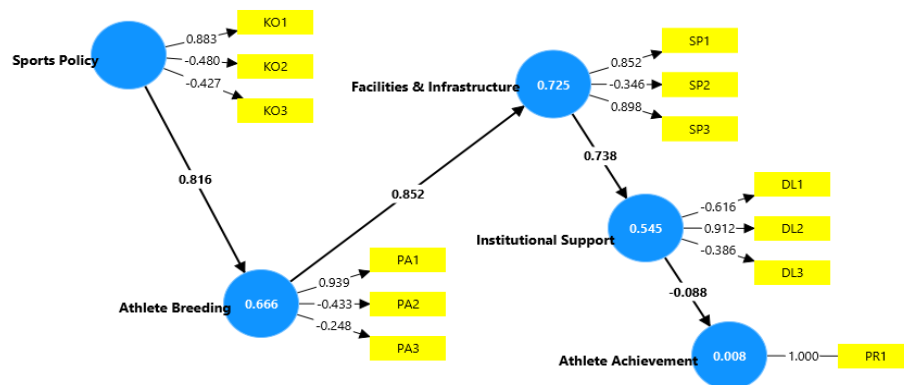 KO1
0.883
Sports Policy
-0.480
KO2
-0.427
KO3
SP1
0.852
Facilities & Infrastructure
0.725
-0.346
SP2
0.898
SP3
0.816
0.852
0.738
DL1
-0.616
Institutional Support
0.545
0.912
DL2
-0.386
DL3
PA1
0.939
Athlete Breeding
0.666
-0.433
PA2
-0.248
PA3
-0.088
Athlete Achievement
0.008
1.000
PR1